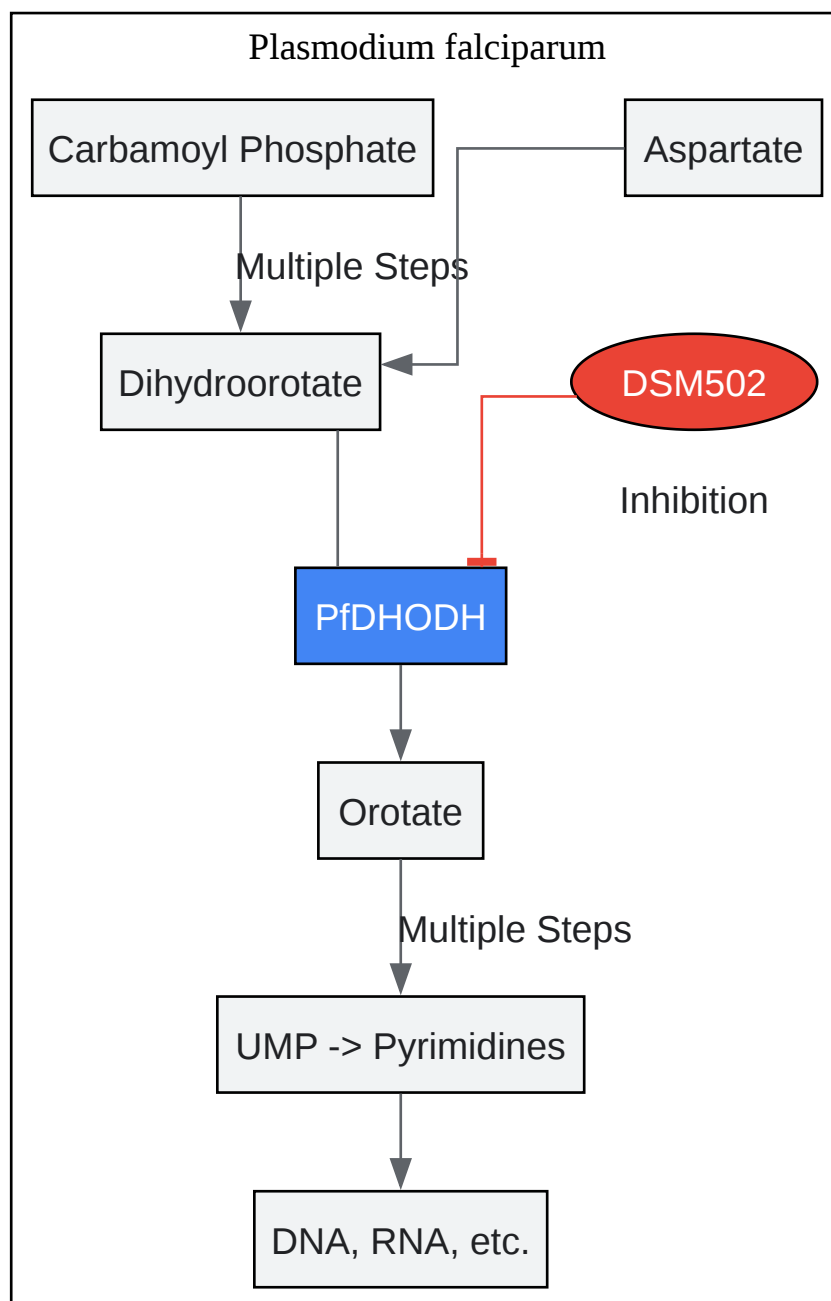 Plasmodium falciparum
Carbamoyl Phosphate
Aspartate
Multiple Steps
Dihydroorotate
DSM502
Inhibition
PfDHODH
Orotate
Multiple Steps
UMP -> Pyrimidines
DNA, RNA, etc.